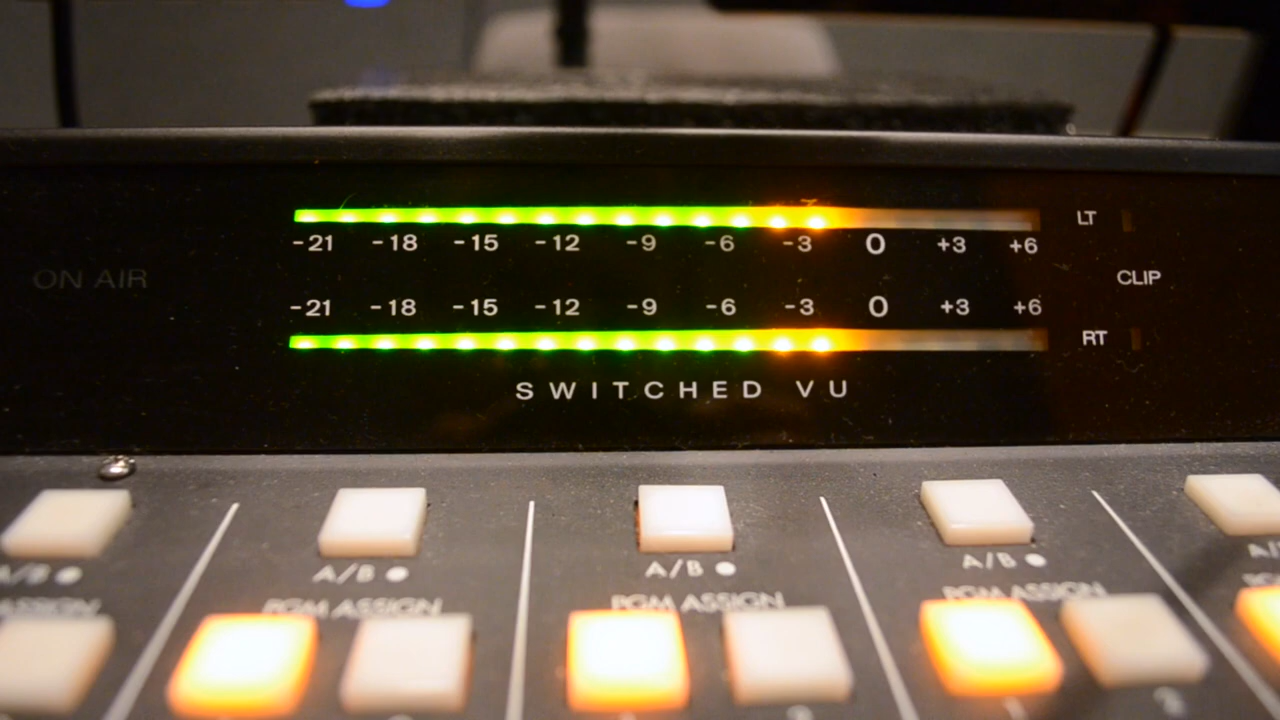 -21 -18 -15 -12 -9 -6 -3 0 +3 +6 LT
ON AIR
CLIP
-21 -18 -15 -12 -9 -6 -3 0 +3 +6 RT
SWITCHED VU
A/B A/B A/B A/B
PGM ASSIGN PGM ASSIGN PGM ASSIGN